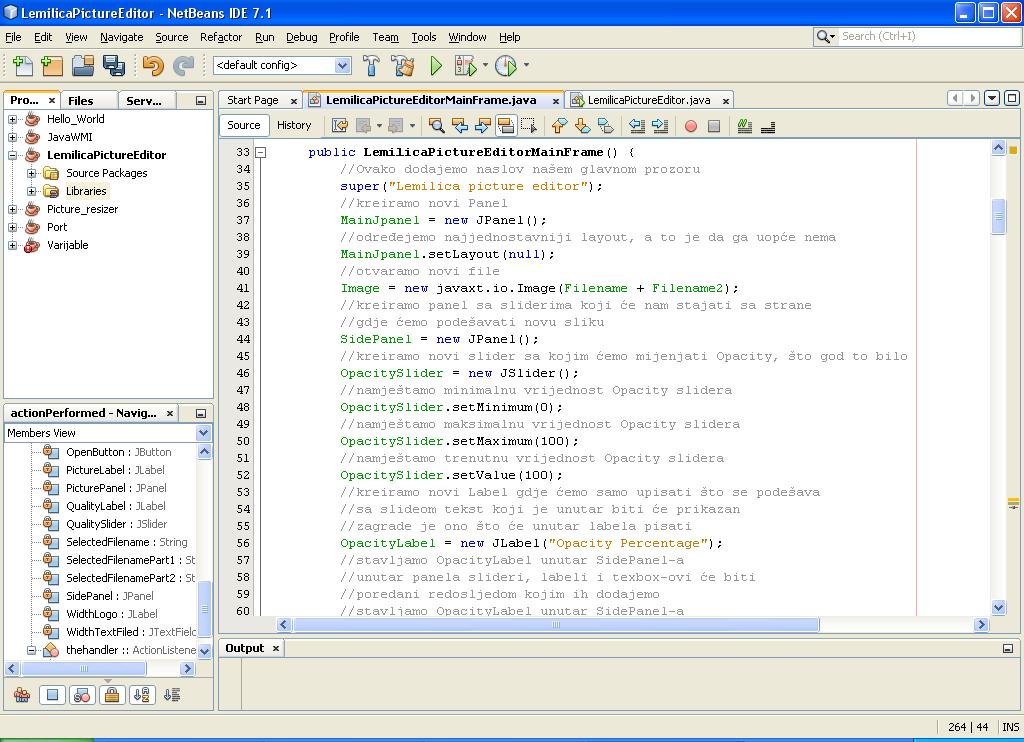 LemilicaPictureEditor - NetBeans IDE 7.1
File Edit View Navigate Source Refactor Run Debug Profile Team Tools Window Help
Search (Ctrl+I)
<default config>
Pro... Files Serv...
Hello_World
JavaWMI
LemilicaPictureEditor
Source Packages
Libraries
Picture_resizer
Port
Varijable
actionPerformed - Navig...
Members View
OpenButton : JButton
PictureLabel : JLabel
PicturePanel : JPanel
QualityLabel : JLabel
QualitySlider : JSlider
SelectedFilename : String
SelectedFilenamePart1 : St
SelectedFilenamePart2 : St
SidePanel : JPanel
WidthLogo : JLabel
WidthTextFiled : JTextFielc
thehandler :: ActionListene
Start Page LemilicaPictureEditorMainFrame.java LemilicaPictureEditor.java
Source History
33 public LemilicaPictureEditorMainFrame() {
34 //Ovako dodajemo naslov našem glavnom prozoru
35 super("Lemilica picture editor");
36 //kreiramo novi Panel
37 MainJpanel = new JPanel();
38 //određejemo najjednostavniji layout, a to je da ga uopće nema
39 MainJpanel.setLayout(null);
40 //otvaramo novi file
41 Image = new javaxt.io.Image(Filename + Filename2);
42 //kreiramo panel sa sliderima koji će nam stajati sa strane
43 //gdje ćemo podešavati novu sliku
44 SidePanel = new JPanel();
45 //kreiramo novi slider sa kojim ćemo mijenjati Opacity, što god to bilo
46 OpacitySlider = new JSlider();
47 //namještamo minimalnu vrijednost Opacity slidera
48 OpacitySlider.setMinimum(0);
49 //namještamo maksimalnu vrijednost Opacity slidera
50 OpacitySlider.setMaximum(100);
51 //namještamo trenutnu vrijednost Opacity slidera
52 OpacitySlider.setValue(100);
53 //kreiramo novi Label gdje ćemo samo upisati što se podešava
54 //sa slideom tekst koji je unutar biti će prikazan
55 //zagrade je ono što će unutar labela pisati
56 OpacityLabel = new JLabel("Opacity Percentage");
57 //stavljamo OpacityLabel unutar SidePanel-a
58 //unutar panela slideri, labeli i texbox-ovi će biti
59 //poredani redosljedom kojim ih dodajemo
60 //stavljamo OpacityLabel unutar SidePanel-a
Output
264 | 44 INS